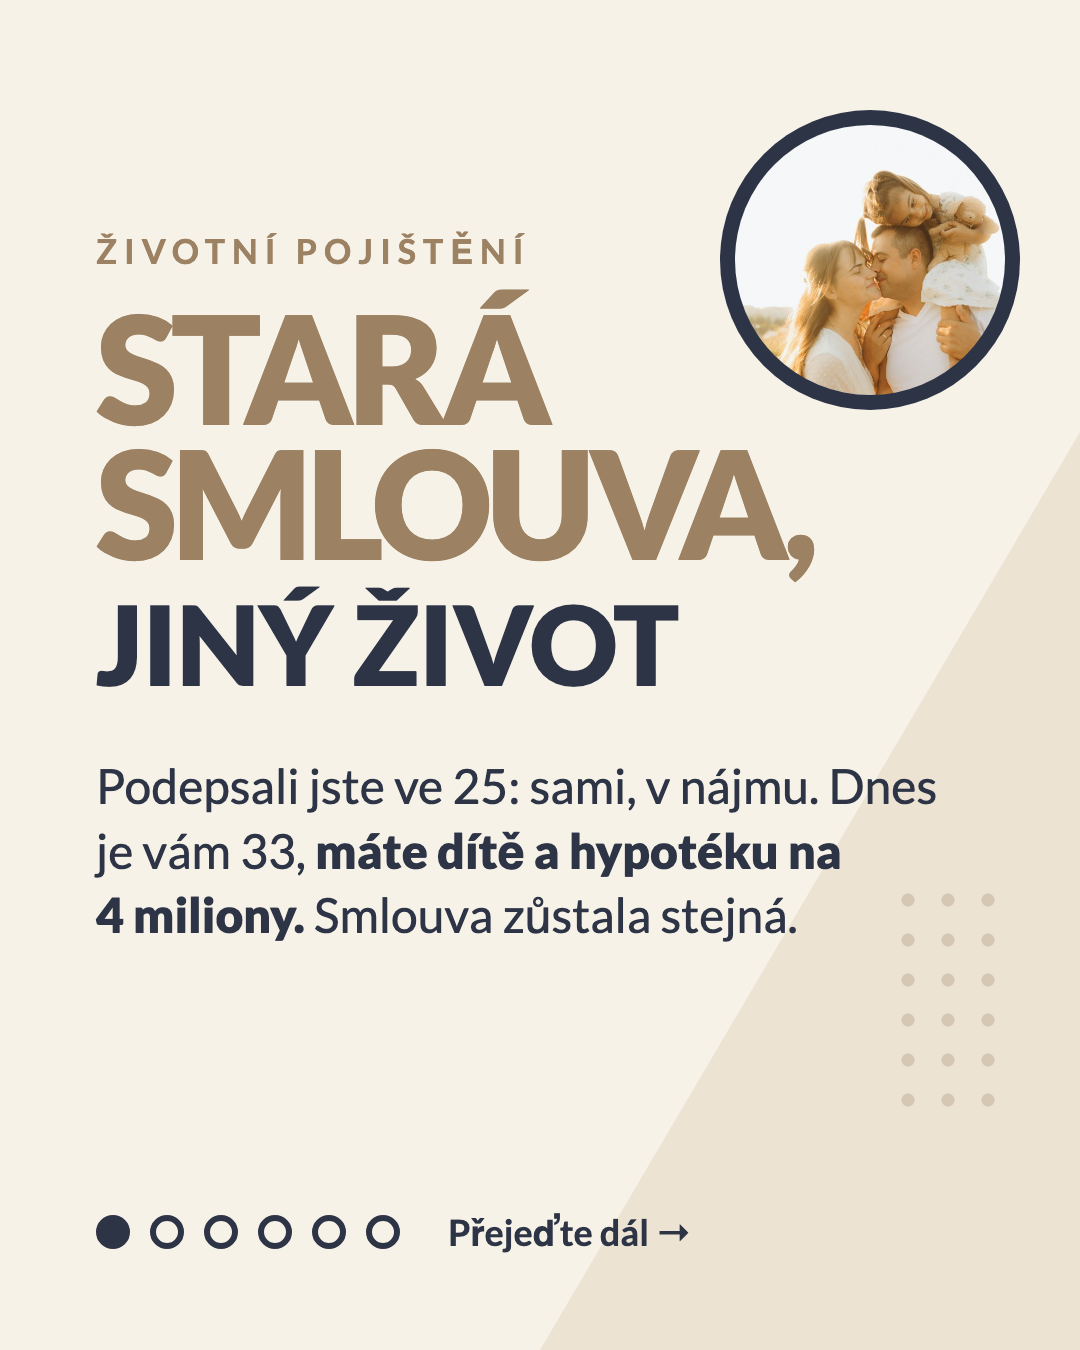 ŽIVOTNÍ POJIŠTĚNÍ
STARÁ
SMLOUVA,
JINÝ ŽIVOT
Podepsali jste ve 25: sami, v nájmu. Dnes
je vám 33, máte dítě a hypotéku na
4 miliony. Smlouva zůstala stejná.
Přejeďte dál →